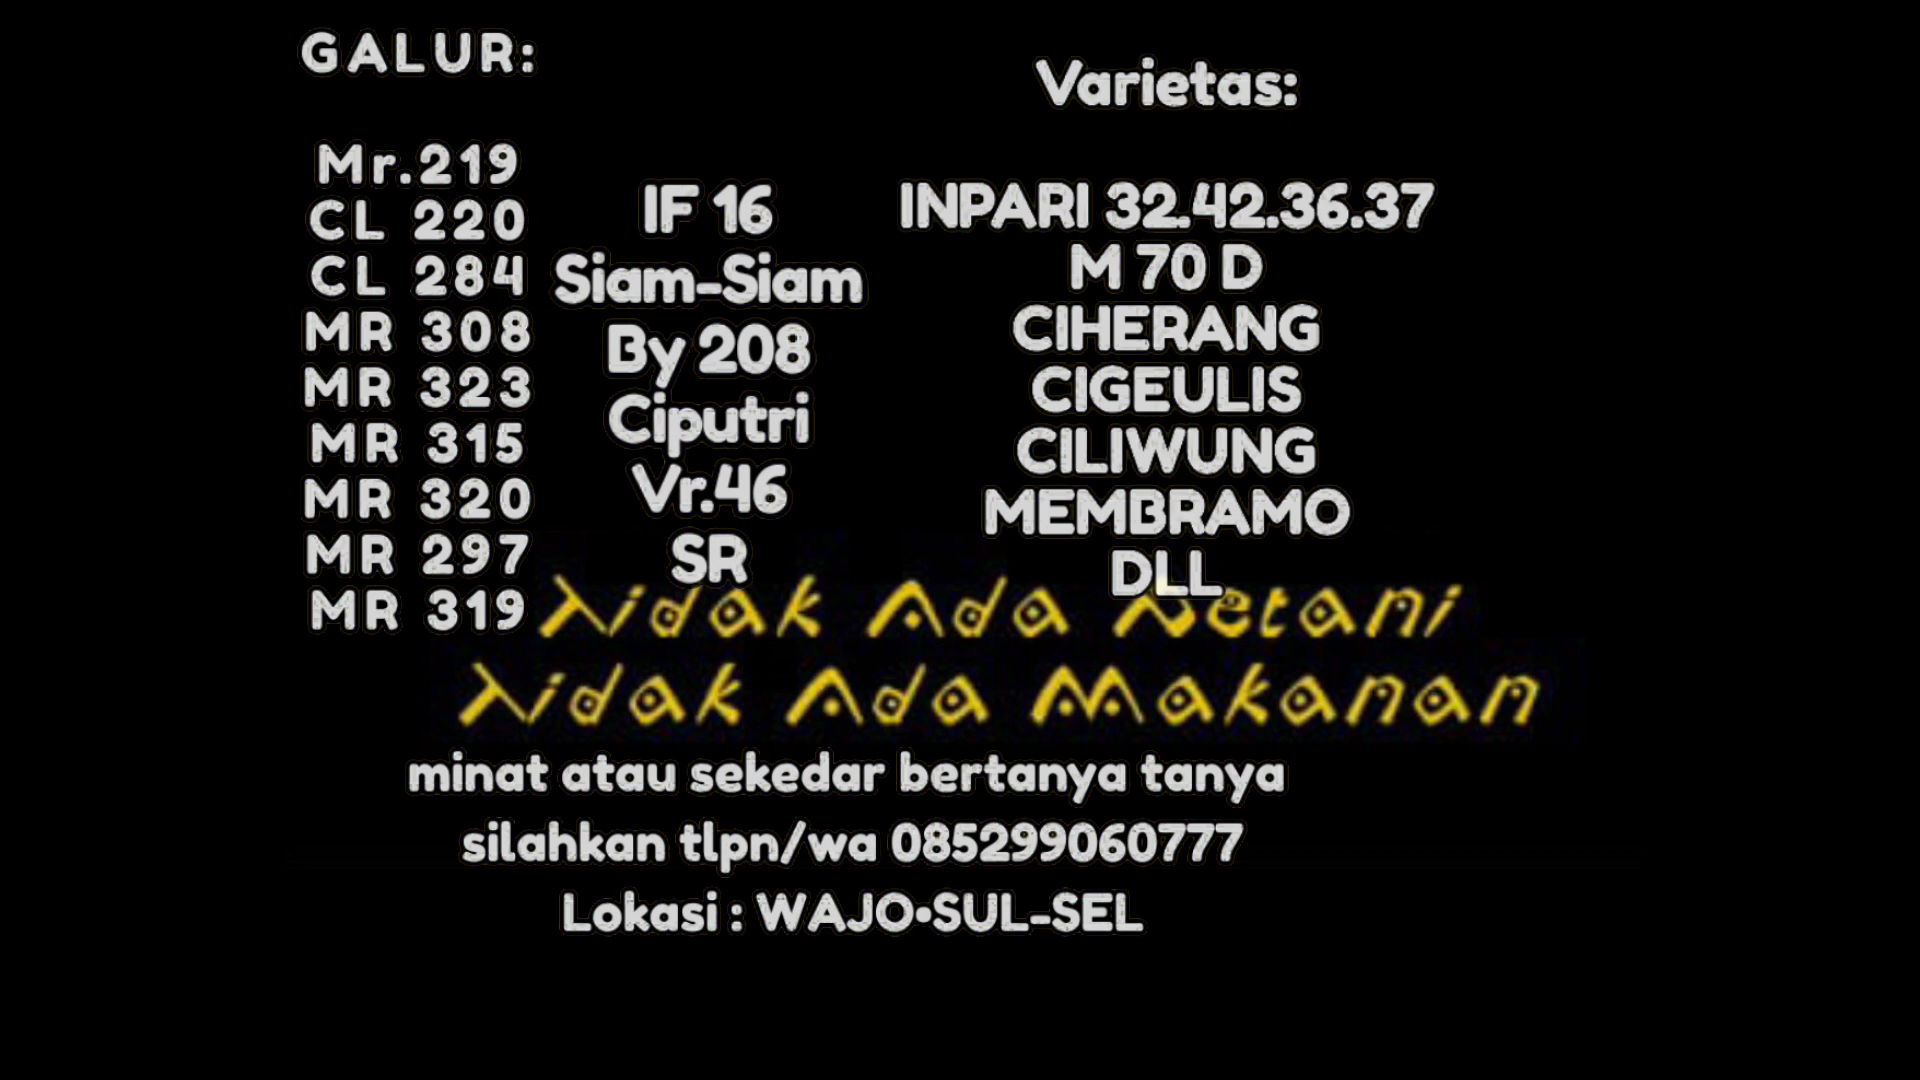 GALUR:
Mr.219
CL 220
CL 284
MR 308
MR 323
MR 315
MR 320
MR 297
MR 319
IF 16
Siam-Siam
By 208
Ciputri
Vr.46
SR
Varietas:
INPARI 32.42.36.37
M 70 D
CIHERANG
CIGEULIS
CILIWUNG
MEMBRAMO
DLL
Tidak Ada Petani
Tidak Ada Makanan
minat atau sekedar bertanya tanya
silahkan tlpn/wa 085299060777
Lokasi : WAJO•SUL-SEL